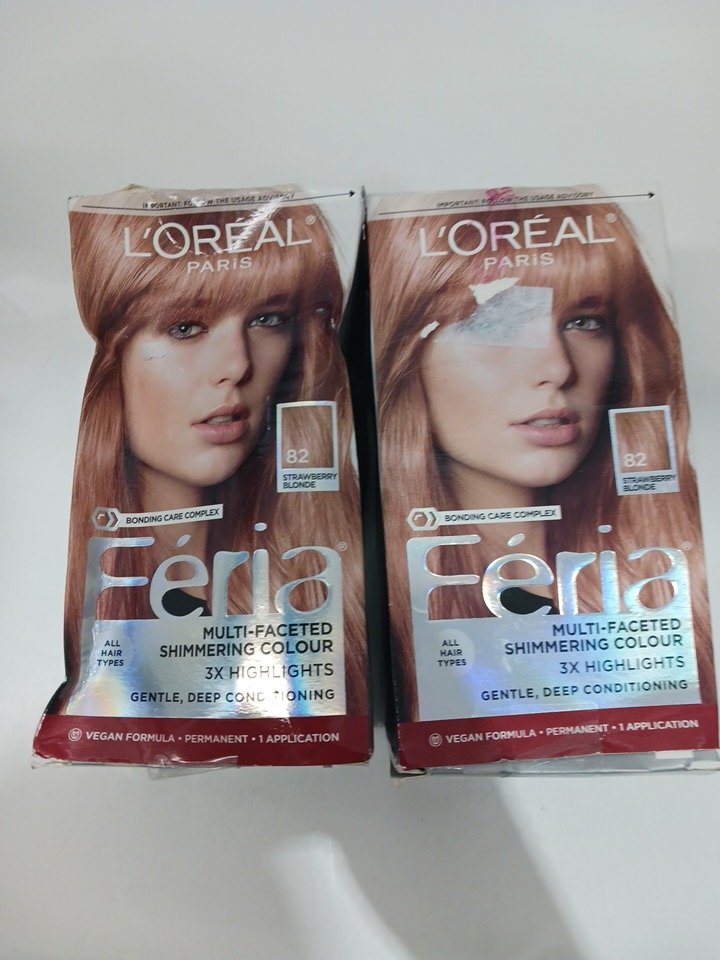 IMPORTANT: FOLLOW THE USAGE ADVISORY
L'ORÉAL®
PARIS
82
STRAWBERRY
BLONDE
BONDING CARE COMPLEX
Féria®
ALL
HAIR
TYPES
MULTI-FACETED
SHIMMERING COLOUR
3X HIGHLIGHTS
GENTLE, DEEP CONDITIONING
VEGAN FORMULA • PERMANENT • 1 APPLICATION
IMPORTANT: FOLLOW THE USAGE ADVISORY
L'ORÉAL®
PARIS
82
STRAWBERRY
BLONDE
BONDING CARE COMPLEX
Féria®
ALL
HAIR
TYPES
MULTI-FACETED
SHIMMERING COLOUR
3X HIGHLIGHTS
GENTLE, DEEP CONDITIONING
VEGAN FORMULA • PERMANENT • 1 APPLICATION